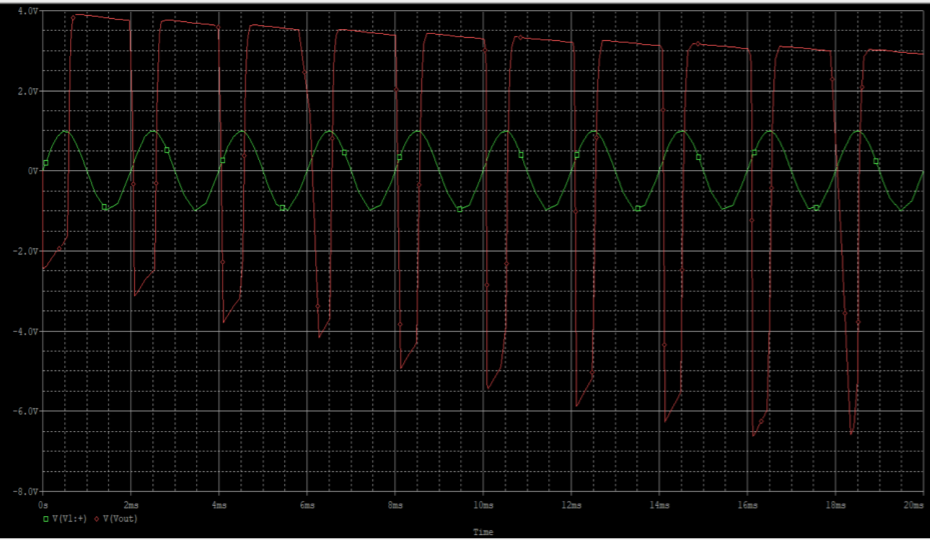 4.0V
2.0V
0V
-2.0V
-4.0V
-6.0V
-8.0V
0s 2ms 4ms 6ms 8ms 10ms 12ms 14ms 16ms 18ms 20ms
V(V1:+) V(Vout)
Time